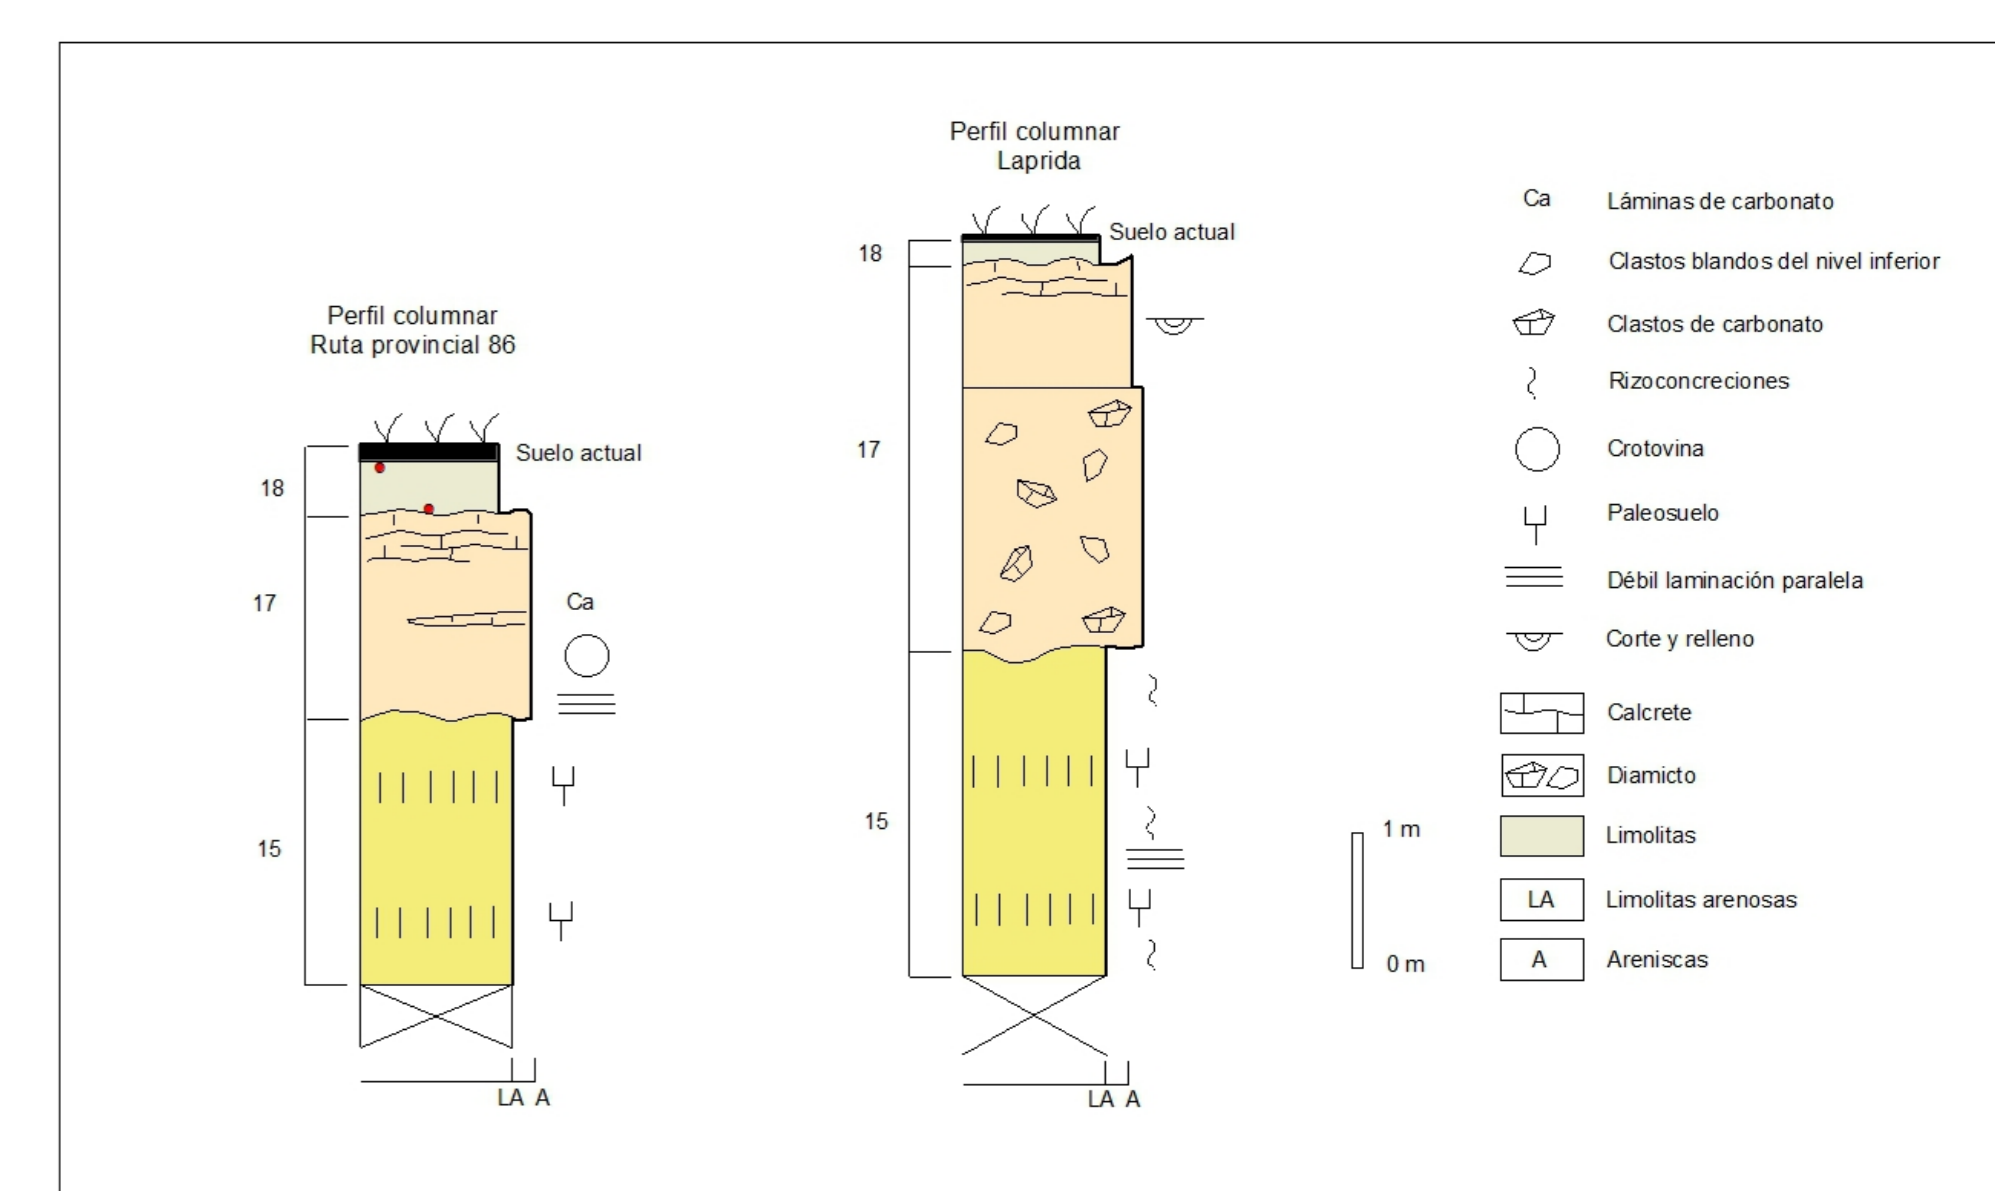 Perfil columnar
Ruta provincial 86
Suelo actual
18
17
Ca
15
LA A
Perfil columnar
Laprida
Suelo actual
18
17
15
LA A
1 m
0 m
Ca Láminas de carbonato
Clastos blandos del nivel inferior
Clastos de carbonato
Rizoconcreciones
Crotovina
Paleosuelo
Débil laminación paralela
Corte y relleno
Calcrete
Diamicto
Limolitas
LA Limolitas arenosas
A Areniscas